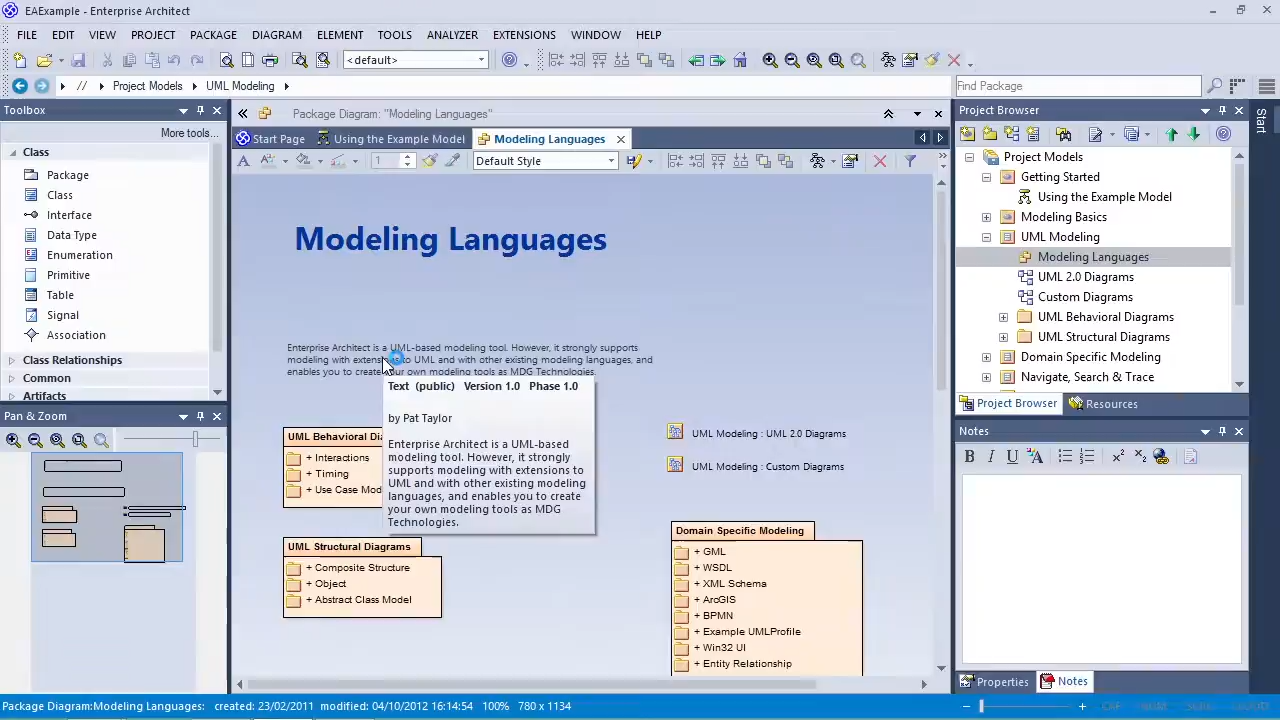 EAExample - Enterprise Architect
FILE EDIT VIEW PROJECT PACKAGE DIAGRAM ELEMENT TOOLS ANALYZER EXTENSIONS WINDOW HELP
<default>
// Project Models UML Modeling
Find Package
Toolbox
More tools...
Class
Package
Class
Interface
Data Type
Enumeration
Primitive
Table
Signal
Association
Class Relationships
Common
Artifacts
Pan & Zoom
Package Diagram: "Modeling Languages"
Start Page Using the Example Model Modeling Languages
1 Default Style
Modeling Languages
Enterprise Architect is a UML-based modeling tool. However, it strongly supports
modeling with to UML and with other existing modeling languages, and
enables you to create your own modeling tools as MDG Technologies.
Text (public) Version 1.0 Phase 1.0
by Pat Taylor
Enterprise Architect is a UML-based
modeling tool. However, it strongly
supports modeling with extensions to
UML and with other existing modeling
languages, and enables you to create
your own modeling tools as MDG
Technologies.
UML Behavioral Dia
+ Interactions
+ Timing
+ Use Case Mod
UML Structural Diagrams
+ Composite Structure
+ Object
+ Abstract Class Model
UML Modeling : UML 2.0 Diagrams
UML Modeling : Custom Diagrams
Domain Specific Modeling
+ GML
+ WSDL
+ XML Schema
+ ArcGIS
+ BPMN
+ Example UMLProfile
+ Win32 UI
+ Entity Relationship
Project Browser
Project Models
Getting Started
Using the Example Model
Modeling Basics
UML Modeling
Modeling Languages
UML 2.0 Diagrams
Custom Diagrams
UML Behavioral Diagrams
UML Structural Diagrams
Domain Specific Modeling
Navigate, Search & Trace
Project Browser Resources
Notes
B I U
Properties Notes
Start
Package Diagram:Modeling Languages: created: 23/02/2011 modified: 04/10/2012 16:14:54 100% 780 x 1134